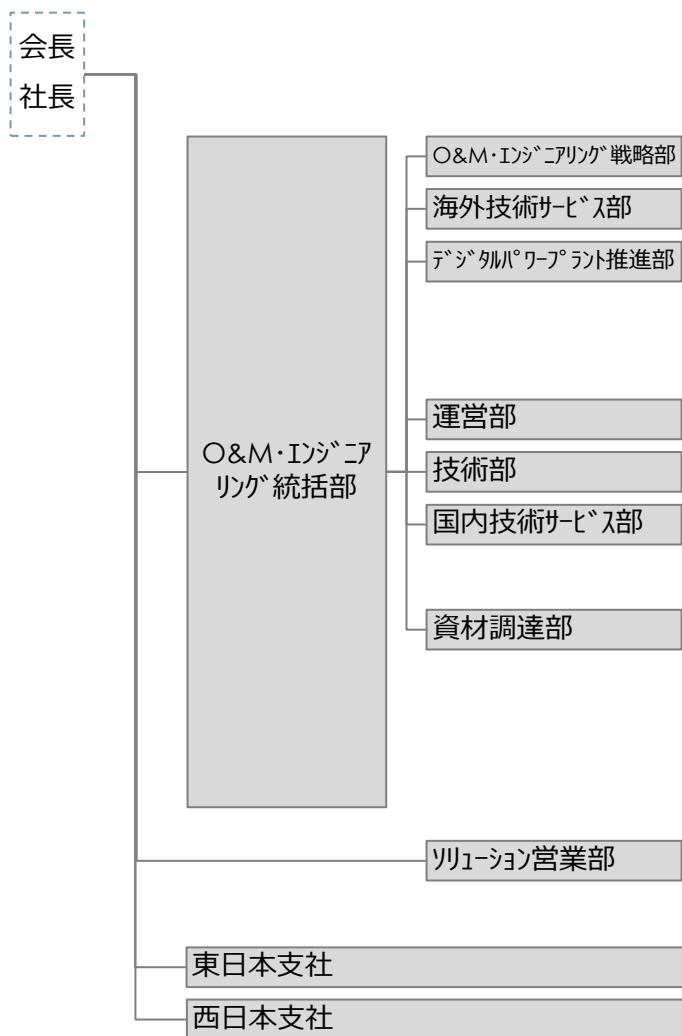 会長
社長
O&M･ｴﾝｼﾞﾆｱﾘﾝｸﾞ戦略部
海外技術ｻｰﾋﾞｽ部
ﾃﾞｼﾞﾀﾙﾊﾟﾜｰﾌﾟﾗﾝﾄ推進部
運営部
O&M･ｴﾝｼﾞﾆｱ
ﾘﾝｸﾞ統括部
技術部
国内技術ｻｰﾋﾞｽ部
資材調達部
ｿﾘｭｰｼｮﾝ営業部
東日本支社
西日本支社